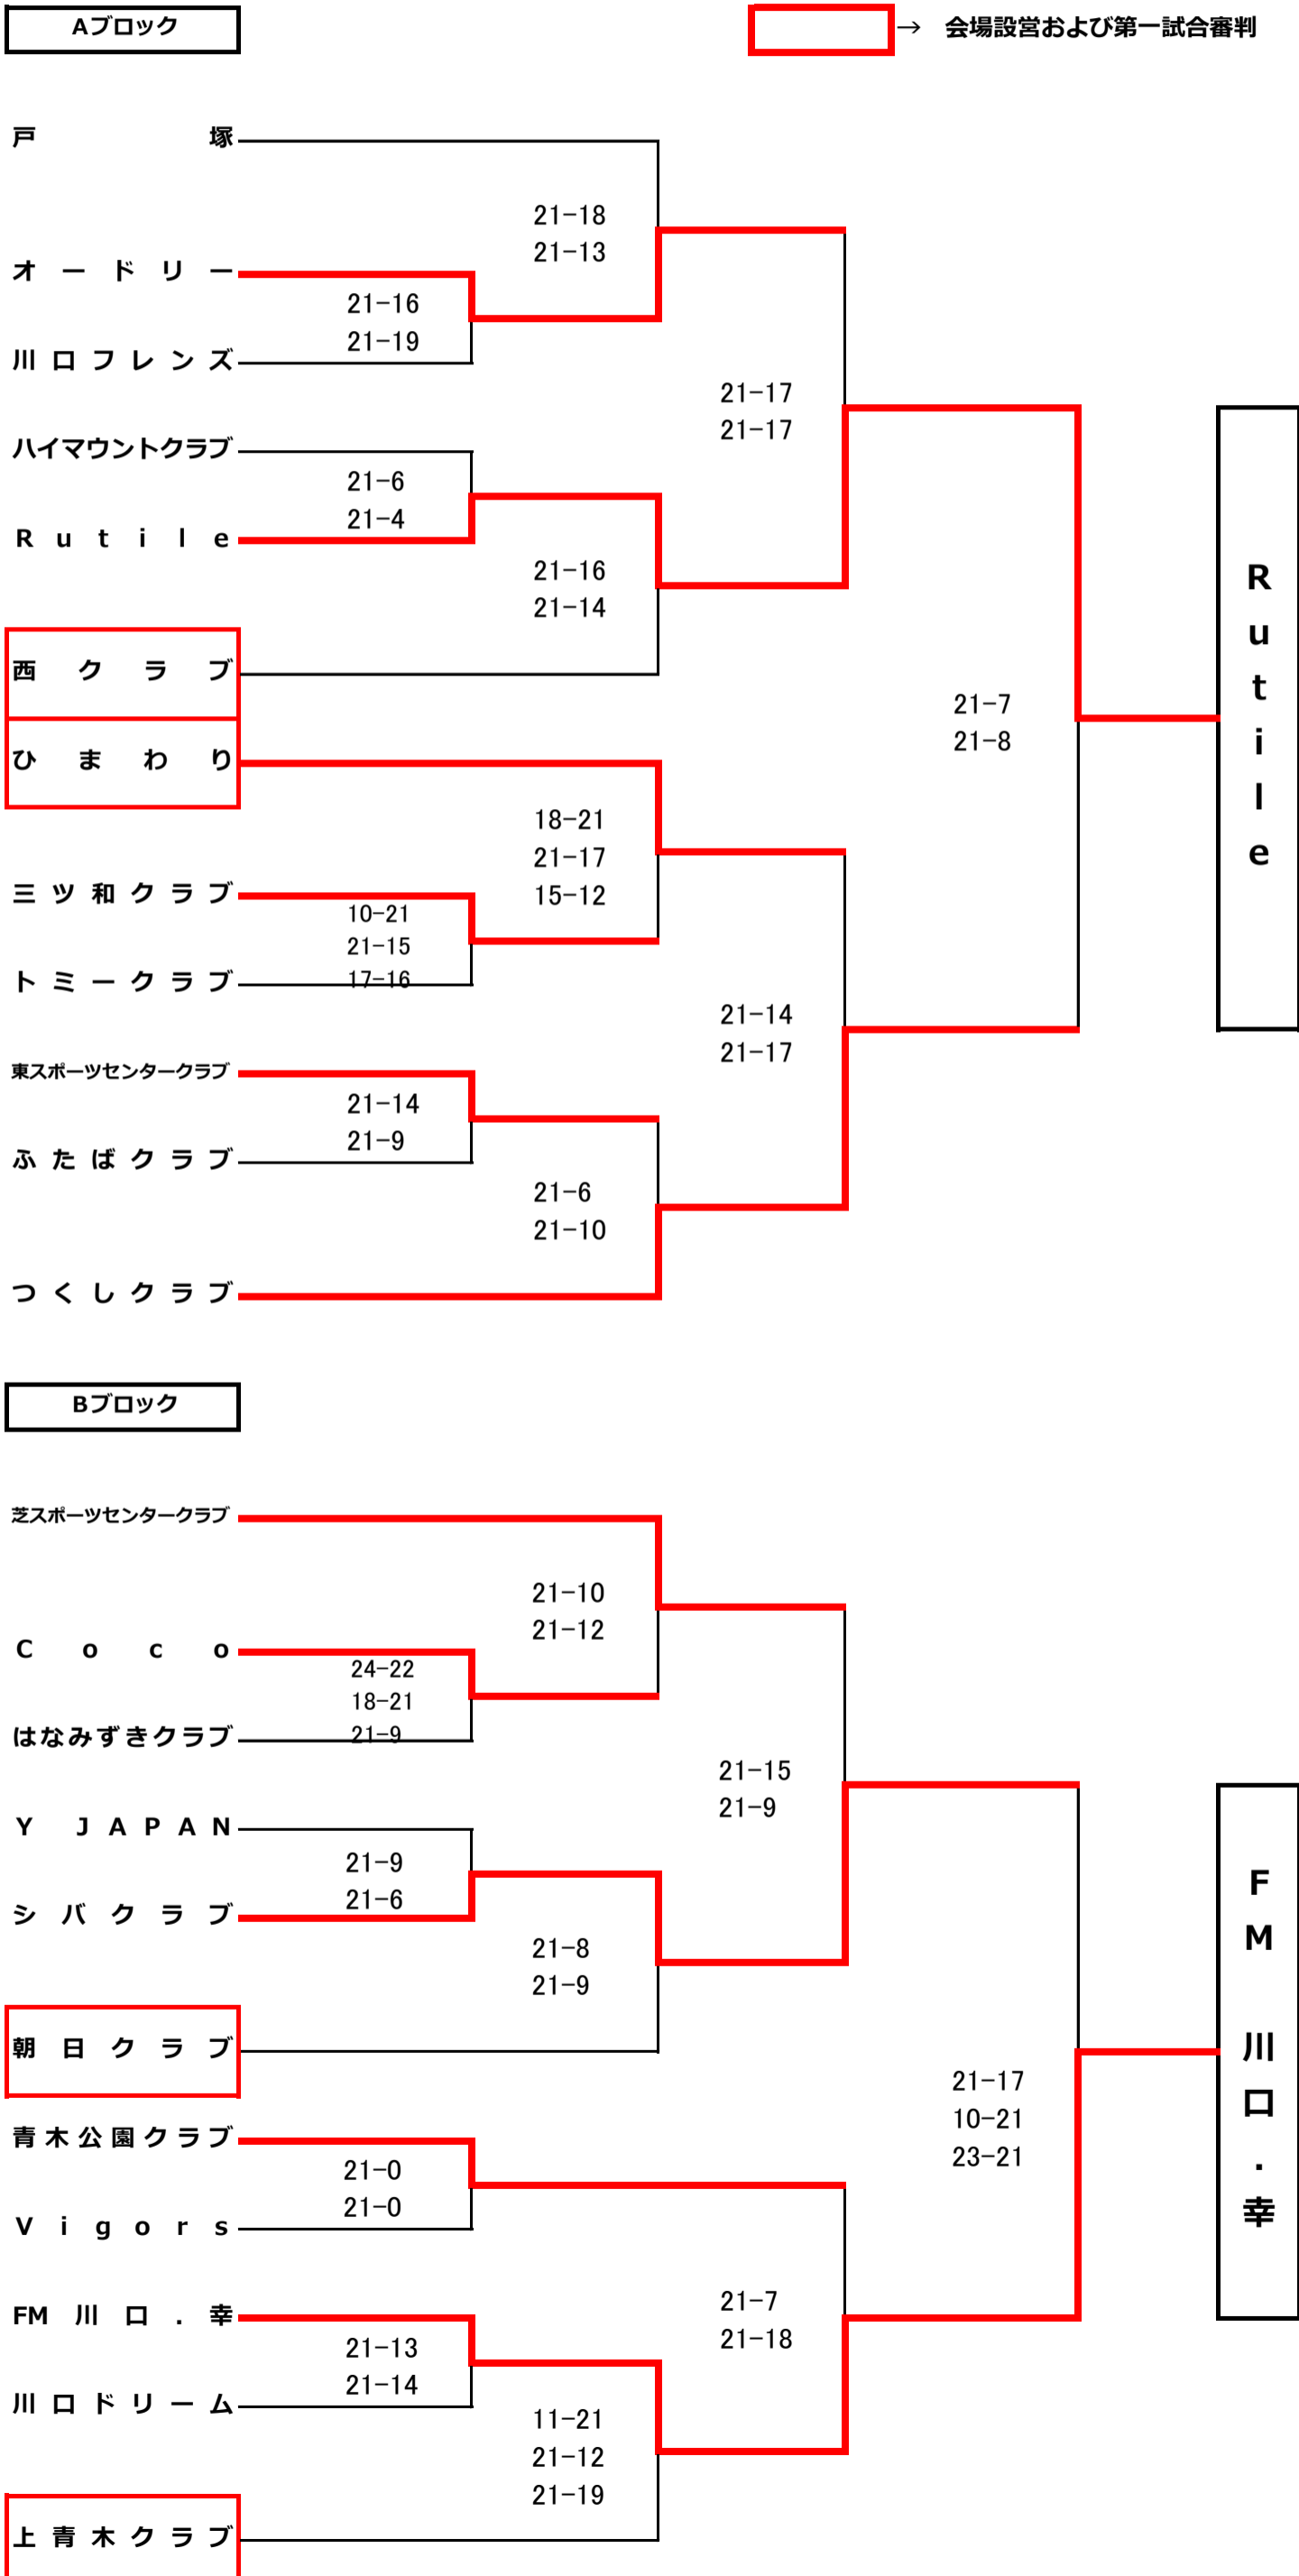 Aブロック
→ 会場設営および第一試合審判
戸塚
21-18
21-13
オードリー
21-16
21-19
川口フレンズ
21-17
21-17
ハイマウントクラブ
21-6
21-4
Rutile
21-16
21-14
Rutile
西クラブ
21-7
21-8
ひまわり
18-21
21-17
15-12
三ツ和クラブ
10-21
21-15
17-16
トミークラブ
21-14
21-17
東スポーツセンタークラブ
21-14
21-9
ふたばクラブ
21-6
21-10
つくしクラブ
Bブロック
芝スポーツセンタークラブ
21-10
21-12
Coco
24-22
18-21
21-9
はなみずきクラブ
21-15
21-9
Y JAPAN
21-9
21-6
シバクラブ
21-8
21-9
FM 川口.幸
朝日クラブ
21-17
10-21
23-21
青木公園クラブ
21-0
21-0
Vigors
FM川口.幸
21-7
21-18
21-13
21-14
川口ドリーム
11-21
21-12
21-19
上青木クラブ